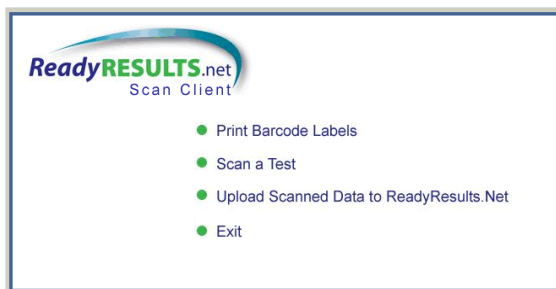 ReadyRESULTS.net
Scan Client
Print Barcode Labels
Scan a Test
Upload Scanned Data to ReadyResults.Net
Exit